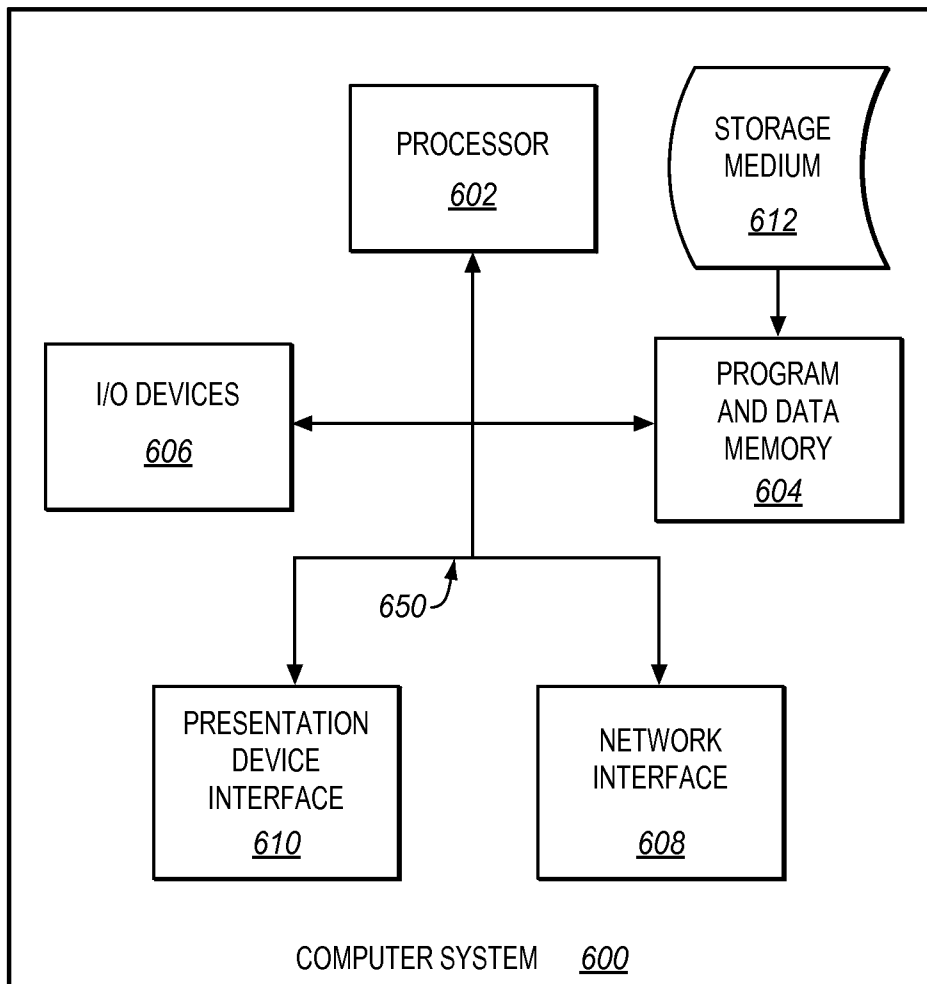 PROCESSOR
602
STORAGE
MEDIUM
612
I/O DEVICES
606
PROGRAM
AND DATA
MEMORY
604
650
PRESENTATION
DEVICE
INTERFACE
610
NETWORK
INTERFACE
608
COMPUTER SYSTEM 600